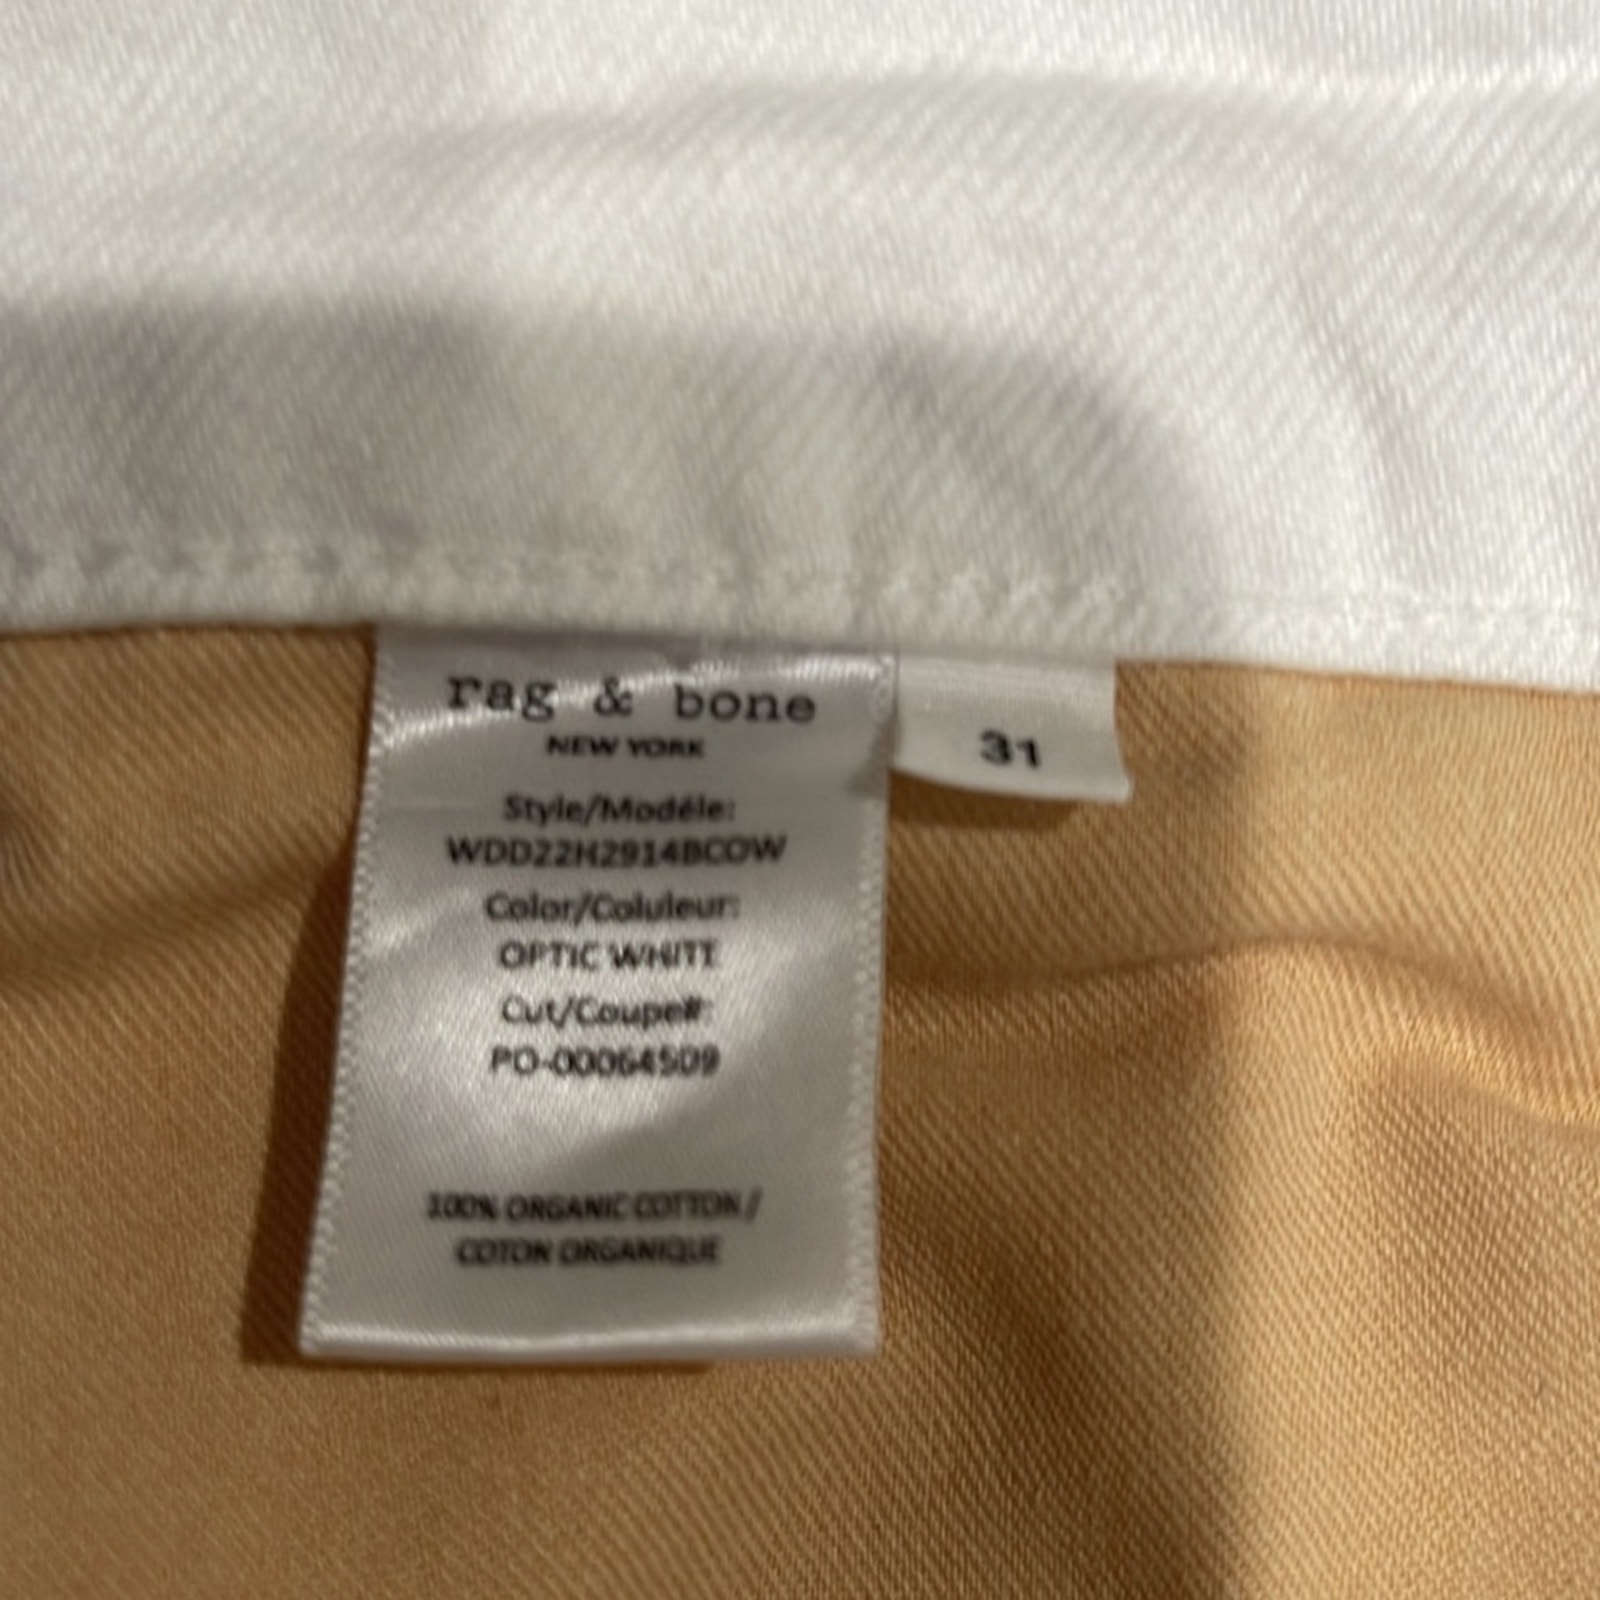 rag & bone
NEW YORK
31
Style/Modéle:
WDD22H2914BCOW
Color/Coluleur:
OPTIC WHITE
Cut/Coupe#:
PO-00064509
100% ORGANIC COTTON /
COTON ORGANIQUE